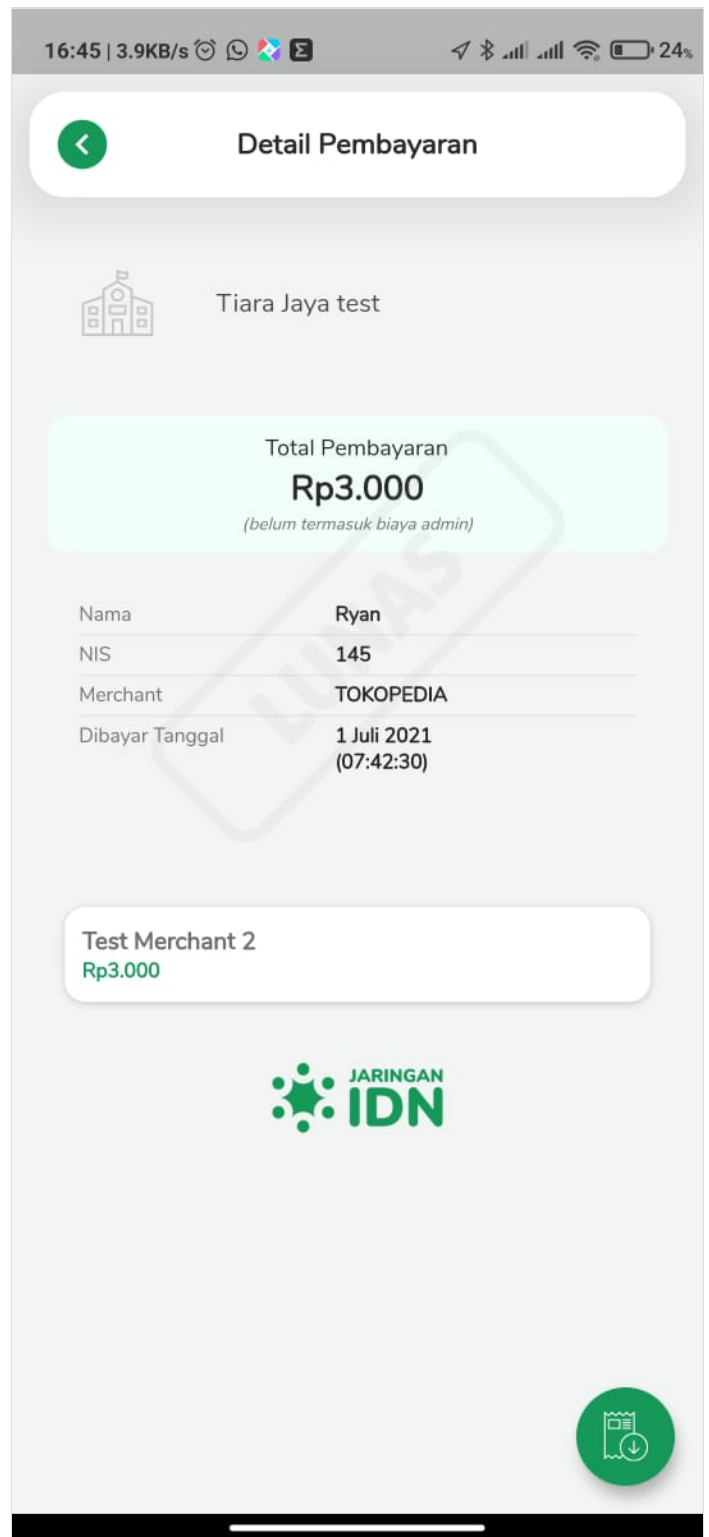 16:45 | 3.9KB/s 24%
Detail Pembayaran
Tiara Jaya test
Total Pembayaran
Rp3.000
(belum termasuk biaya admin)
LUNAS
Nama Ryan
NIS 145
Merchant TOKOPEDIA
Dibayar Tanggal 1 Juli 2021
(07:42:30)
Test Merchant 2
Rp3.000
JARINGAN
IDN